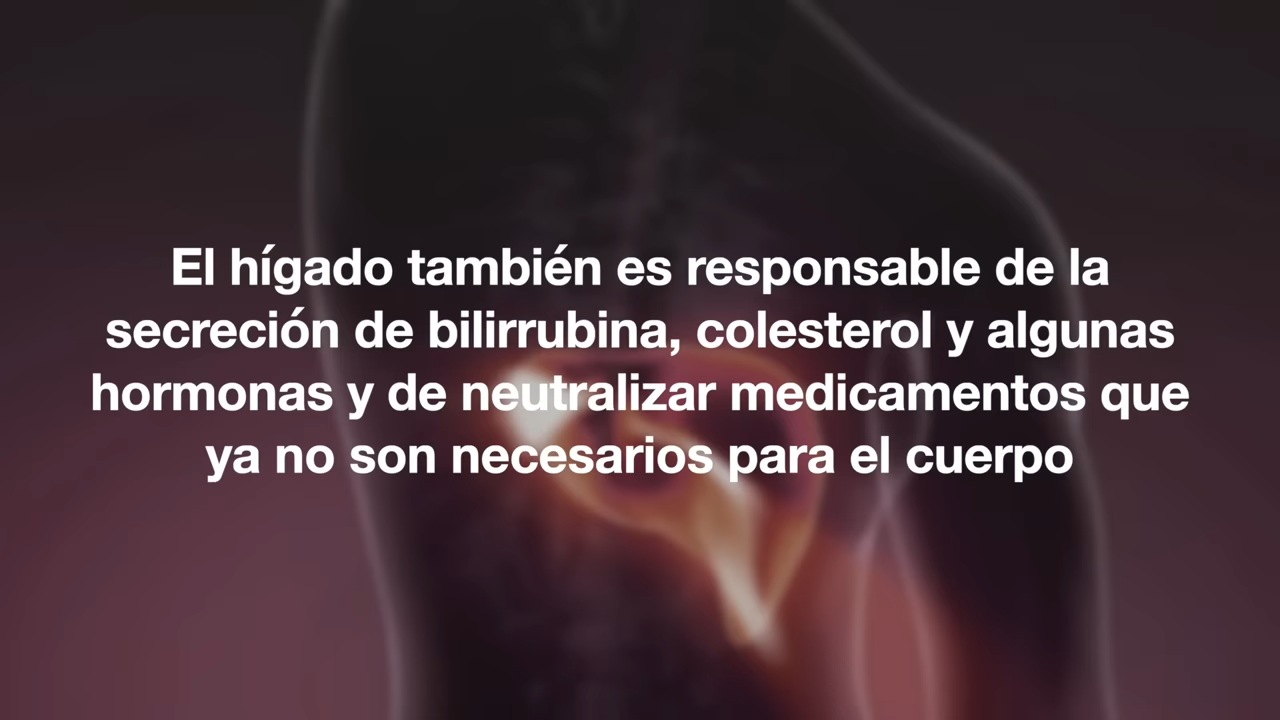 El hígado también es responsable de la
secreción de bilirrubina, colesterol y algunas
hormonas y de neutralizar medicamentos que
ya no son necesarios para el cuerpo